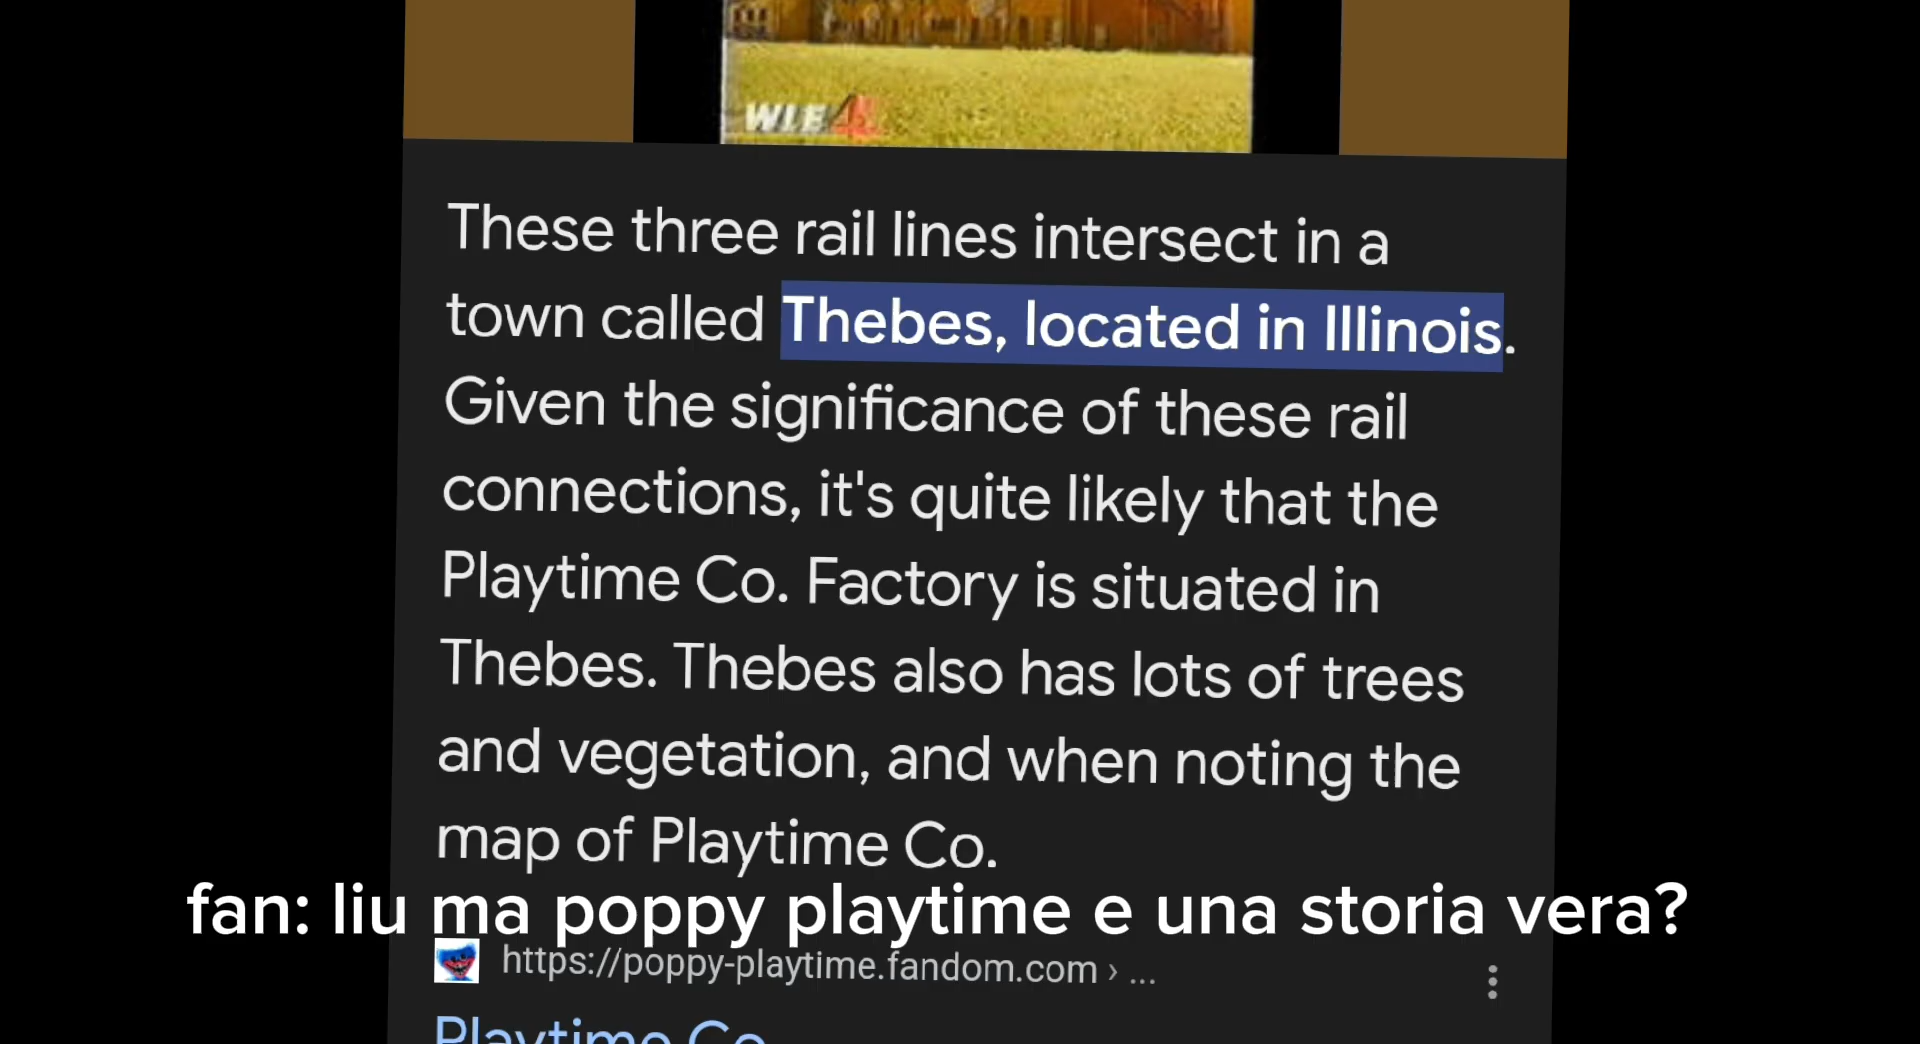 WLE 4
These three rail lines intersect in a
town called Thebes, located in Illinois.
Given the significance of these rail
connections, it's quite likely that the
Playtime Co. Factory is situated in
Thebes. Thebes also has lots of trees
and vegetation, and when noting the
map of Playtime Co.
fan: liu ma poppy playtime e una storia vera?
https://poppy-playtime.fandom.com › ...
Playtime Co